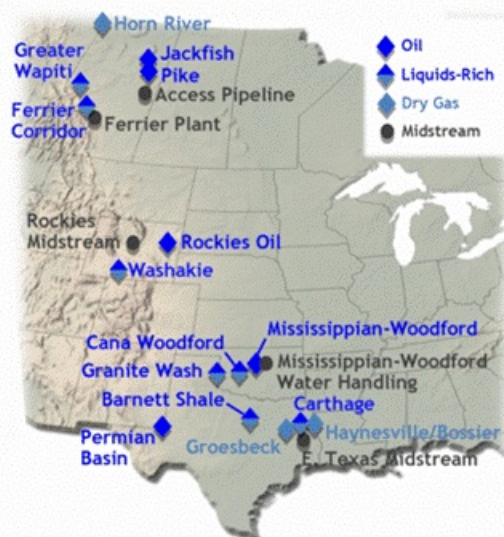 Horn River
Greater
Wapiti
Jackfish
Pike
Access Pipeline
Ferrier
Corridor
Ferrier Plant
Oil
Liquids-Rich
Dry Gas
Midstream
Rockies
Midstream
Rockies Oil
Washakie
Mississippian-Woodford
Cana Woodford
Granite Wash
Mississippian-Woodford
Water Handling
Barnett Shale
Carthage
Permian
Basin
Groesbeck
Haynesville/Bossier
E. Texas Midstream